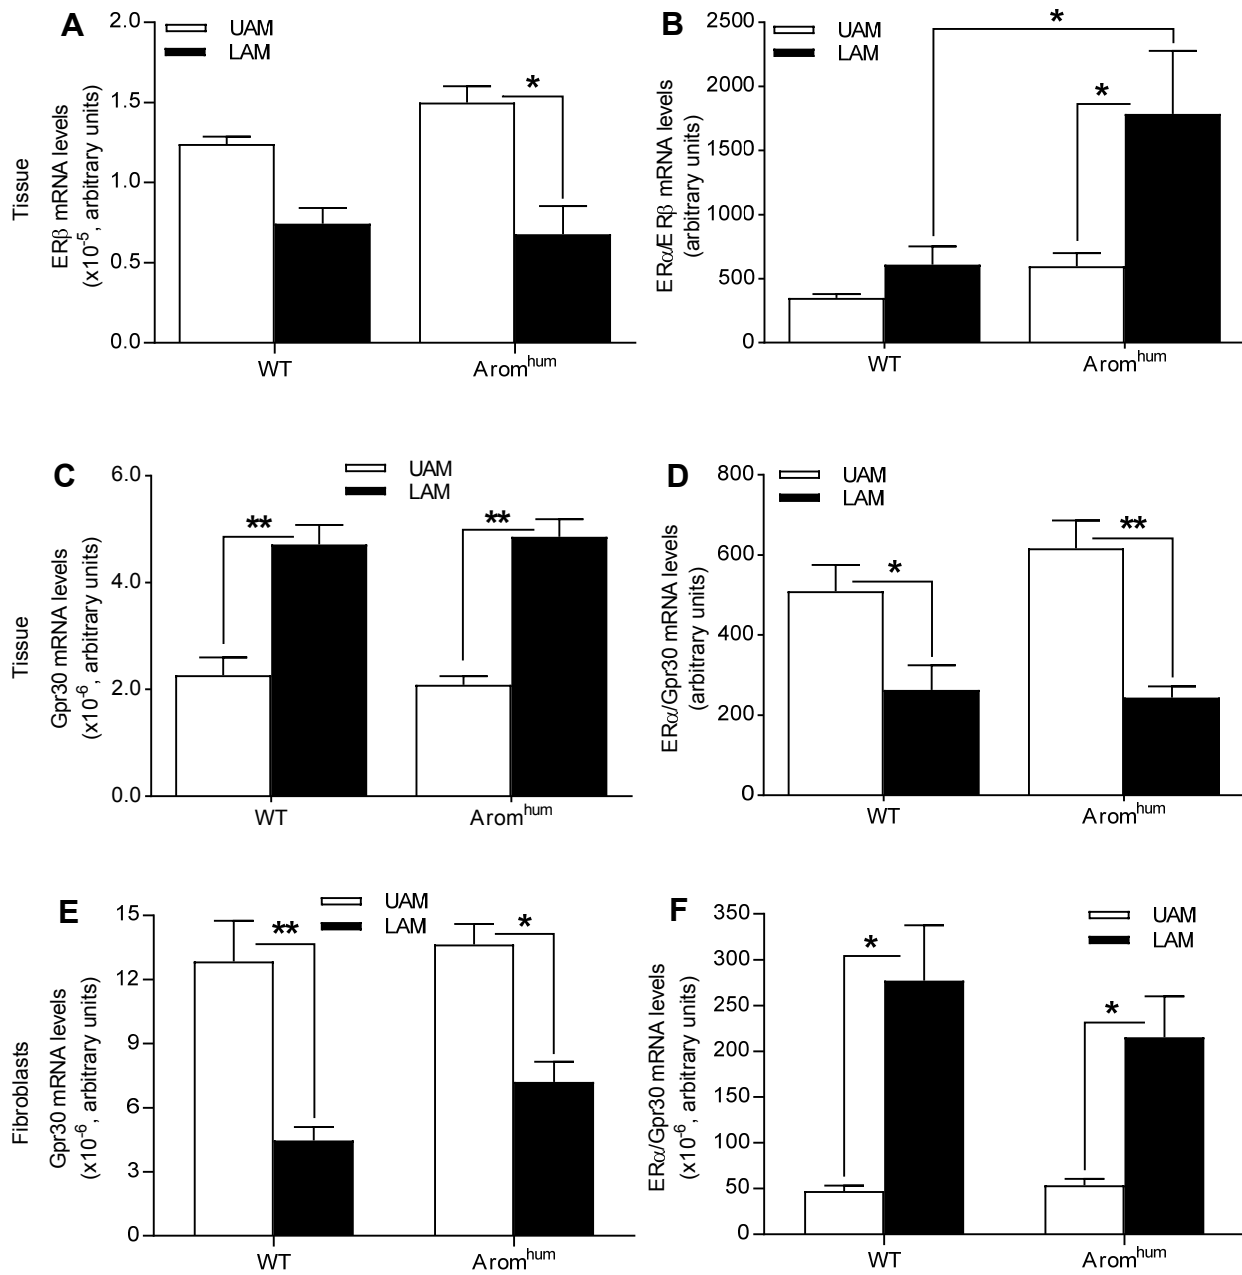 A
UAM
LAM
Tissue
ERβ mRNA levels
(x10⁻⁵, arbitrary units)
2.0
1.5
1.0
0.5
0.0
*
WT
Aromʰᵘᵐ
B
UAM
LAM
ERα/E Rβ mRNA levels
(arbitrary units)
2500
2000
1500
1000
500
0
*
*
WT
Aromʰᵘᵐ
C
UAM
LAM
Tissue
Gpr30 mRNA levels
(x10⁻⁶, arbitrary units)
6.0
4.0
2.0
0.0
**
**
WT
Aromʰᵘᵐ
D
UAM
LAM
ERα/Gpr30 mRNA levels
(arbitrary units)
800
600
400
200
0
*
**
WT
Aromʰᵘᵐ
E
UAM
LAM
Fibroblasts
Gpr30 mRNA levels
(x10⁻⁶, arbitrary units)
15
12
9
6
3
0
**
*
WT
Aromʰᵘᵐ
F
UAM
LAM
ERα/Gpr30 mRNA levels
(x10⁻⁶, arbitrary units)
350
300
250
200
150
100
50
0
*
*
WT
Aromʰᵘᵐ